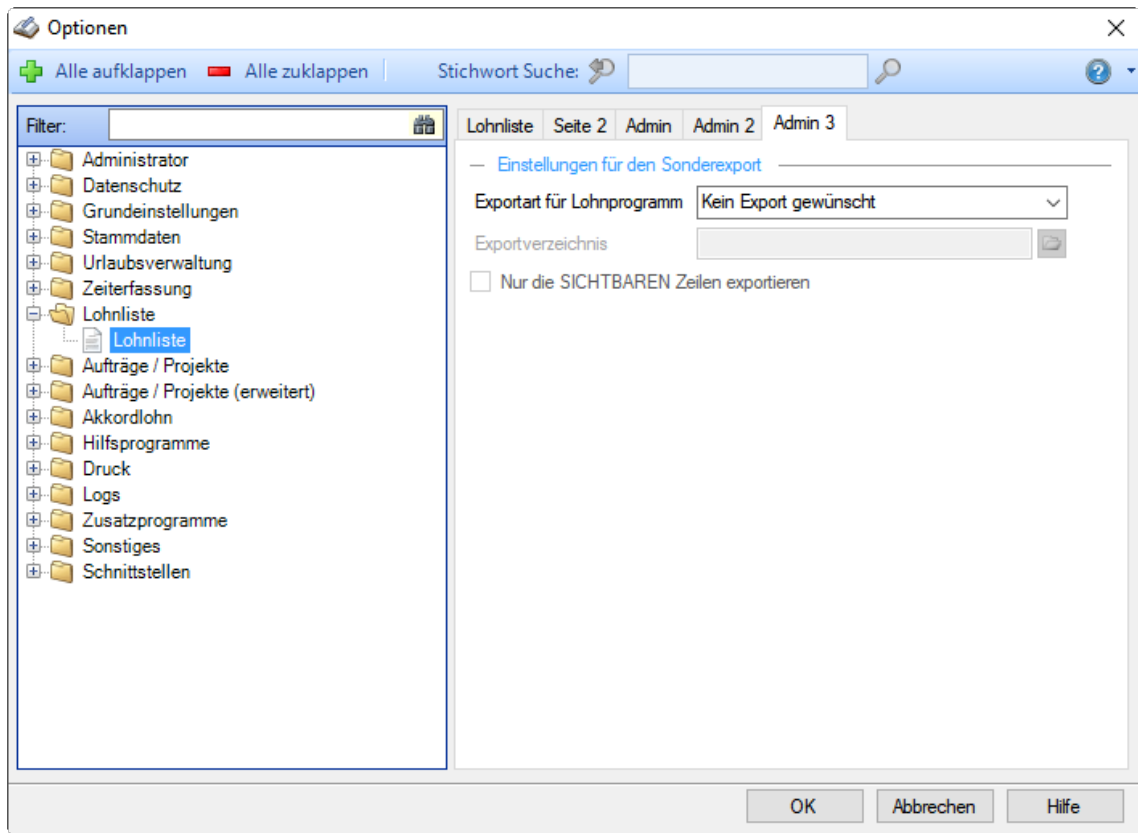 Optionen
Alle aufklappen Alle zuklappen Stichwort Suche:
Filter:
Administrator
Datenschutz
Grundeinstellungen
Stammdaten
Urlaubsverwaltung
Zeiterfassung
Lohnliste
Lohnliste
Aufträge / Projekte
Aufträge / Projekte (erweitert)
Akkordlohn
Hilfsprogramme
Druck
Logs
Zusatzprogramme
Sonstiges
Schnittstellen
Lohnliste Seite 2 Admin Admin 2 Admin 3
Einstellungen für den Sonderexport
Exportart für Lohnprogramm Kein Export gewünscht
Exportverzeichnis
Nur die SICHTBAREN Zeilen exportieren
OK Abbrechen Hilfe